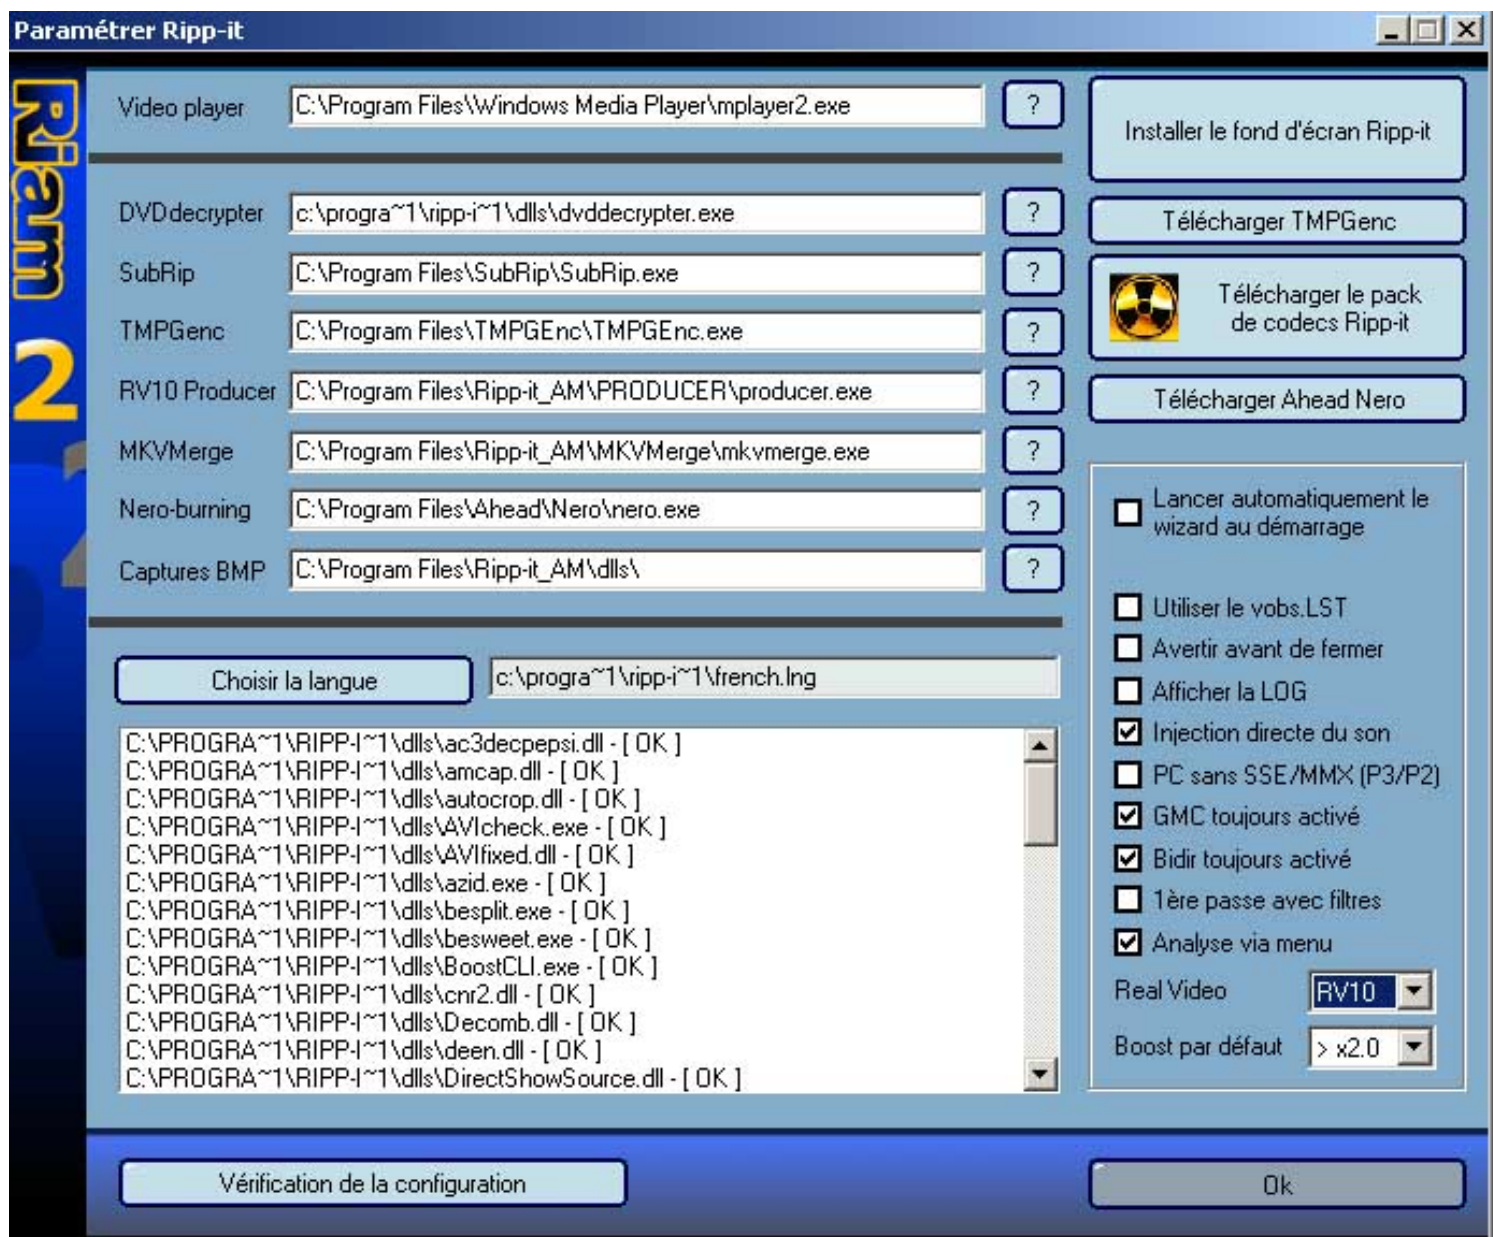 Paramétrer Ripp-it
Riam 2
Video player
C:\Program Files\Windows Media Player\mplayer2.exe
?
DVDdecrypter
c:\progra~1\ripp-i~1\dlls\dvddecrypter.exe
?
SubRip
C:\Program Files\SubRip\SubRip.exe
?
TMPGenc
C:\Program Files\TMPGEnc\TMPGEnc.exe
?
RV10 Producer
C:\Program Files\Ripp-it_AM\PRODUCER\producer.exe
?
MKVMerge
C:\Program Files\Ripp-it_AM\MKVMerge\mkvmerge.exe
?
Nero-burning
C:\Program Files\Ahead\Nero\nero.exe
?
Captures BMP
C:\Program Files\Ripp-it_AM\dlls\
?
Choisir la langue
c:\progra~1\ripp-i~1\french.lng
C:\PROGRA~1\RIPP-I~1\dlls\ac3decpepsi.dll - [ OK ]
C:\PROGRA~1\RIPP-I~1\dlls\amcap.dll - [ OK ]
C:\PROGRA~1\RIPP-I~1\dlls\autocrop.dll - [ OK ]
C:\PROGRA~1\RIPP-I~1\dlls\AVIcheck.exe - [ OK ]
C:\PROGRA~1\RIPP-I~1\dlls\AVIfixed.dll - [ OK ]
C:\PROGRA~1\RIPP-I~1\dlls\azid.exe - [ OK ]
C:\PROGRA~1\RIPP-I~1\dlls\besplit.exe - [ OK ]
C:\PROGRA~1\RIPP-I~1\dlls\besweet.exe - [ OK ]
C:\PROGRA~1\RIPP-I~1\dlls\BoostCLI.exe - [ OK ]
C:\PROGRA~1\RIPP-I~1\dlls\cnr2.dll - [ OK ]
C:\PROGRA~1\RIPP-I~1\dlls\Decomb.dll - [ OK ]
C:\PROGRA~1\RIPP-I~1\dlls\deen.dll - [ OK ]
C:\PROGRA~1\RIPP-I~1\dlls\DirectShowSource.dll - [ OK ]
Installer le fond d'écran Ripp-it
Télécharger TMPGenc
Télécharger le pack
de codecs Ripp-it
Télécharger Ahead Nero
Lancer automatiquement le
wizard au démarrage
Utiliser le vobs.LST
Avertir avant de fermer
Afficher la LOG
Injection directe du son
PC sans SSE/MMX (P3/P2)
GMC toujours activé
Bidir toujours activé
1ère passe avec filtres
Analyse via menu
Real Video
RV10
Boost par défaut
> x2.0
Vérification de la configuration
Ok